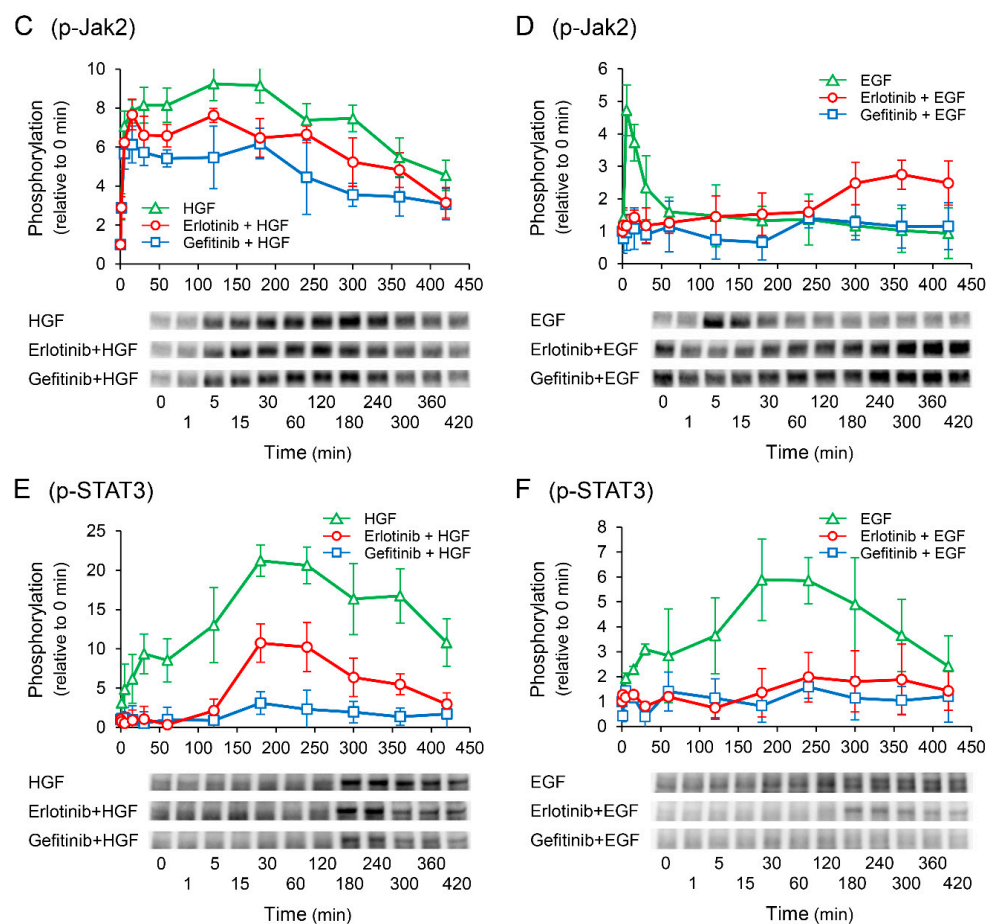 C (p-Jak2)
Phosphorylation
(relative to 0 min)
10
8
6
4
2
0
HGF
Erlotinib + HGF
Gefitinib + HGF
0 50 100 150 200 250 300 350 400 450
HGF
Erlotinib+HGF
Gefitinib+HGF
0 5 30 120 240 360
1 15 60 180 300 420
Time (min)
D (p-Jak2)
Phosphorylation
(relative to 0 min)
6
5
4
3
2
1
0
EGF
Erlotinib + EGF
Gefitinib + EGF
0 50 100 150 200 250 300 350 400 450
EGF
Erlotinib+EGF
Gefitinib+EGF
0 5 30 120 240 360
1 15 60 180 300 420
Time (min)
E (p-STAT3)
Phosphorylation
(relative to 0 min)
25
20
15
10
5
0
HGF
Erlotinib + HGF
Gefitinib + HGF
0 50 100 150 200 250 300 350 400 450
HGF
Erlotinib+HGF
Gefitinib+HGF
0 5 30 120 240 360
1 15 60 180 300 420
Time (min)
F (p-STAT3)
Phosphorylation
(relative to 0 min)
8
7
6
5
4
3
2
1
0
EGF
Erlotinib + EGF
Gefitinib + EGF
0 50 100 150 200 250 300 350 400 450
EGF
Erlotinib+EGF
Gefitinib+EGF
0 5 30 120 240 360
1 15 60 180 300 420
Time (min)